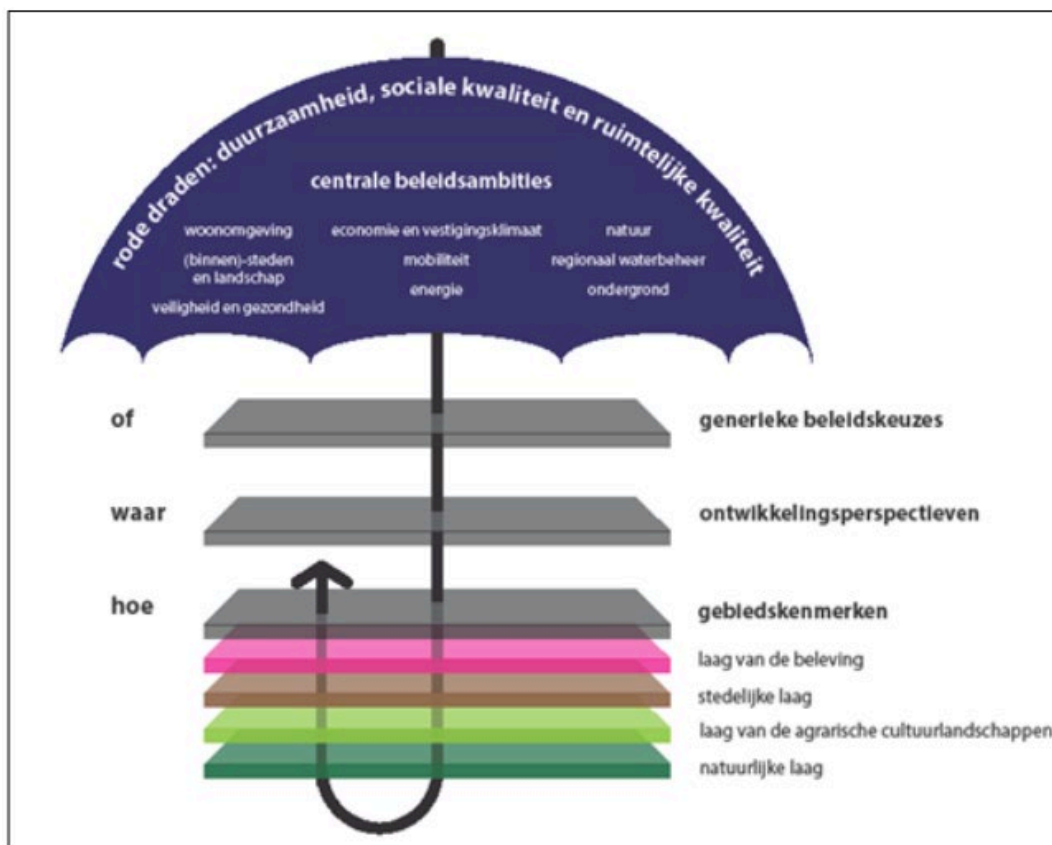 rode draden: duurzaamheid, sociale kwaliteit en ruimtelijke kwaliteit
centrale beleidsambities
woonomgeving
(binnen)-steden
en landschap
veiligheid en gezondheid
economie en vestigingsklimaat
mobiliteit
energie
natuur
regionaal waterbeheer
ondergrond
of
generieke beleidskeuzes
waar
ontwikkelingsperspectieven
hoe
gebiedskenmerken
laag van de beleving
stedelijke laag
laag van de agrarische cultuurlandschappen
natuurlijke laag